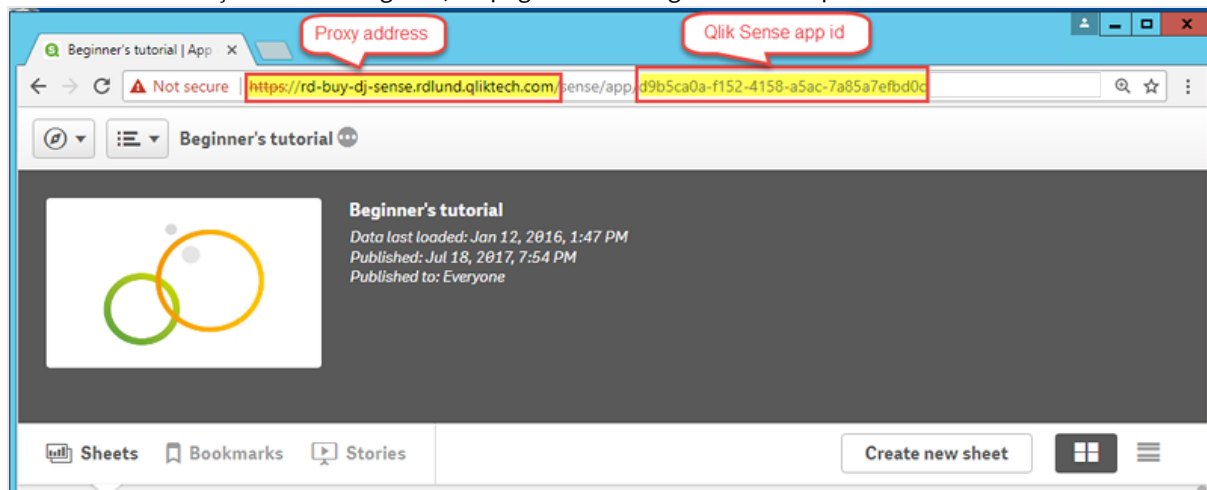 Proxy address
Qlik Sense app id
Beginner's tutorial | App
Not secure | https://rd-buy-dj-sense.rdlund.qliktech.com/sense/app/d9b5ca0a-f152-4158-a5ac-7a85a7efbd0c
Beginner's tutorial
Beginner's tutorial
Data last loaded: Jan 12, 2016, 1:47 PM
Published: Jul 18, 2017, 7:54 PM
Published to: Everyone
Sheets Bookmarks Stories Create new sheet